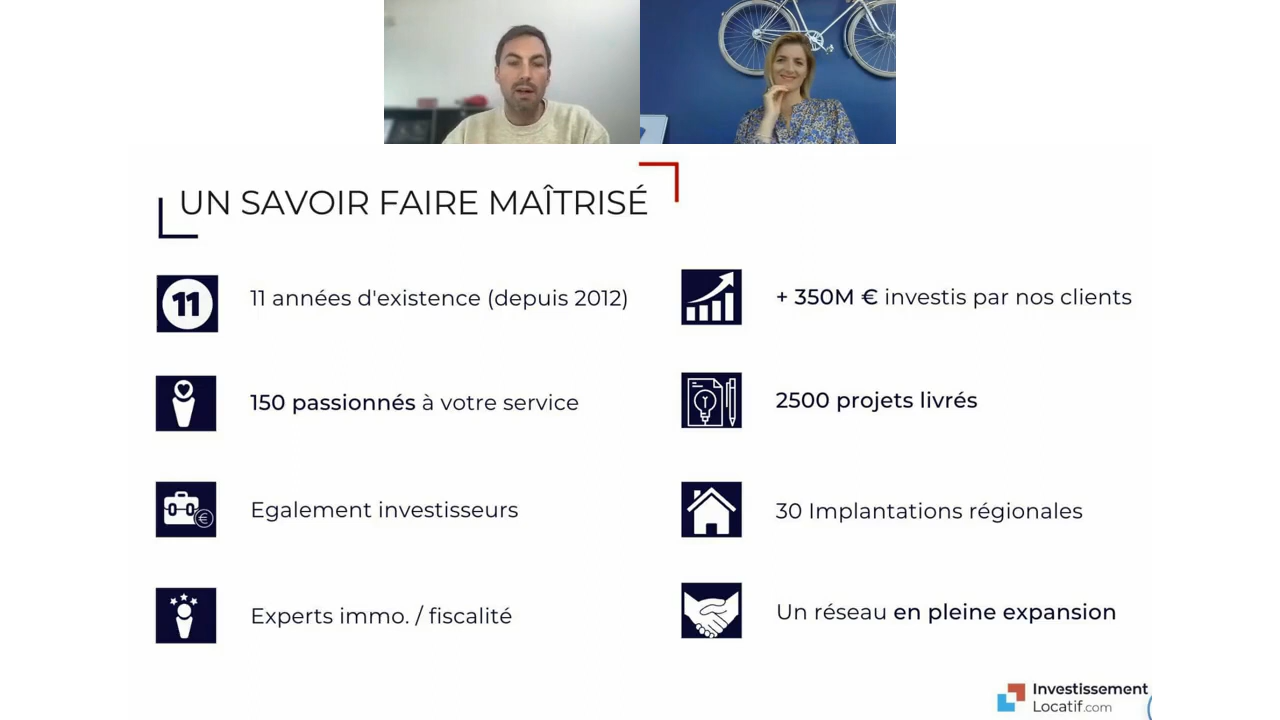 UN SAVOIR FAIRE MAÎTRISÉ
11
11 années d'existence (depuis 2012)
150 passionnés à votre service
Egalement investisseurs
Experts immo. / fiscalité
+ 350M € investis par nos clients
2500 projets livrés
30 Implantations régionales
Un réseau en pleine expansion
Investissement
Locatif.com